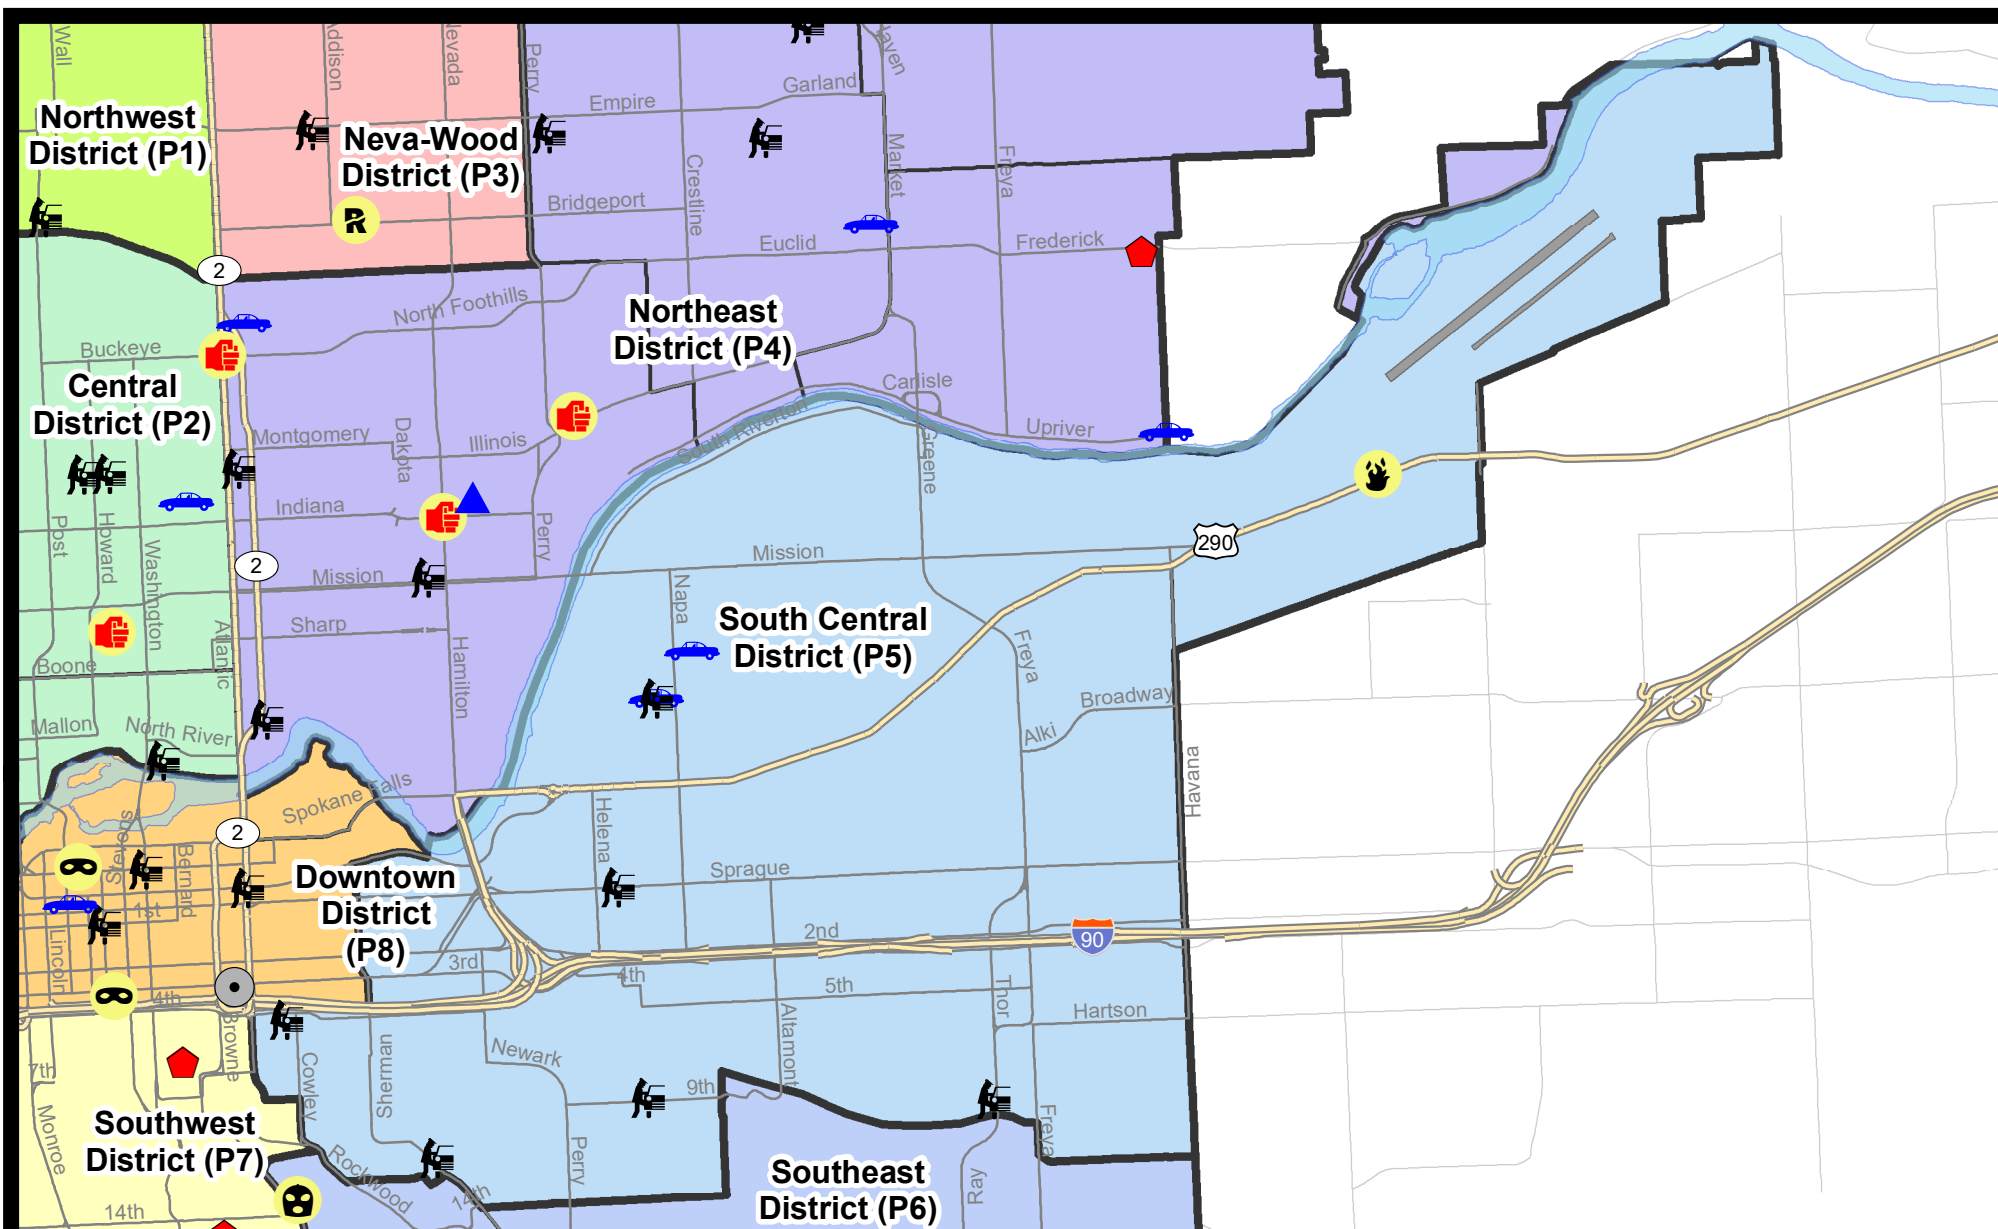 Wall
Addison
Nevada
Perry
Haven
Garland
Empire
Northwest
District (P1)
Neva-Wood
District (P3)
Market
Freya
Crestline
Bridgeport
R
Euclid
Frederick
2
North Foothills
Northeast
District (P4)
Buckeye
Central
District (P2)
Carlisle
South Riverton
Upriver
Greene
Montgomery
Dakota
Illinois
Indiana
Perry
Post
Howard
Washington
290
Mission
2
Mission
Napa
South Central
District (P5)
Sharp
Atlantic
Hamilton
Freya
Boone
Broadway
Mallon
North River
Alki
Havana
Spokane Falls
Helena
2
Stevens
Bernard
Downtown
District
(P8)
Sprague
1st
2nd
90
Lincoln
3rd
4th
5th
4th
Thor
Hartson
Altamont
Browne
Newark
Sherman
Cowley
7th
9th
Monroe
Freya
Southwest
District (P7)
Perry
Rockwood
14th
Southeast
District (P6)
Ray
14th